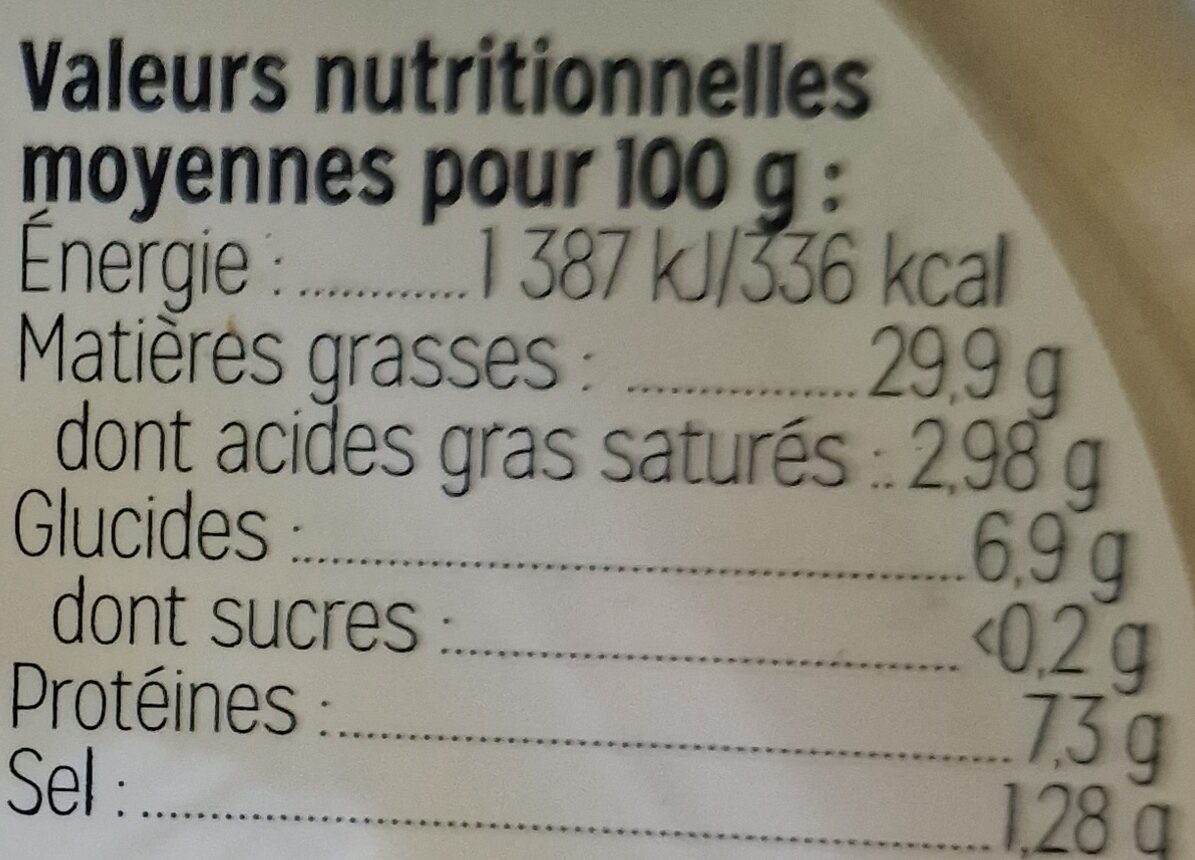 Valeurs nutritionnelles
moyennes pour 100 g :
Énergie : ............ 1 387 kJ/336 kcal
Matières grasses : ................ 29,9 g
dont acides gras saturés : .. 2,98 g
Glucides : ................................ 6,9 g
dont sucres : ........................ <0,2 g
Protéines : ................................ 7,3 g
Sel : ........................................ 1,28 g